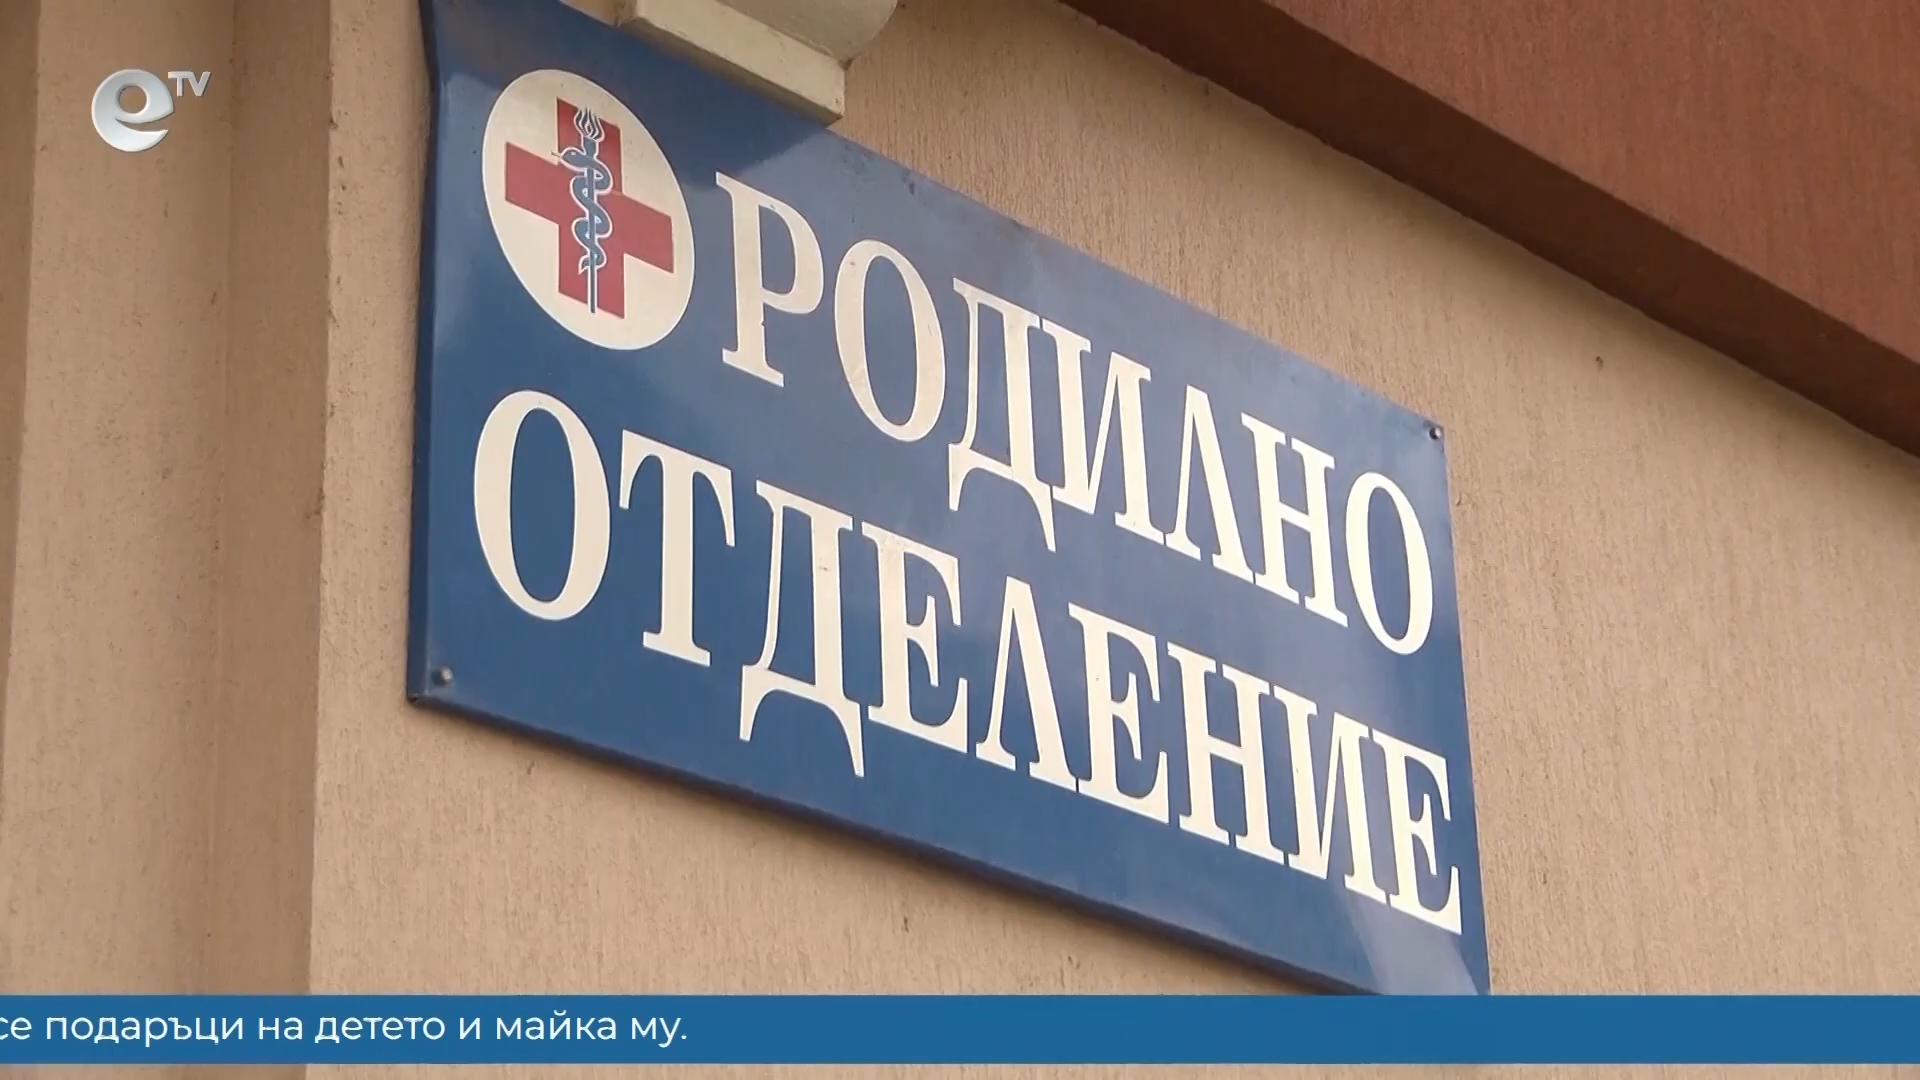 eTV
РОДИЛНО
ОТДЕЛЕНИЕ
се подаръци на детето и майка му.